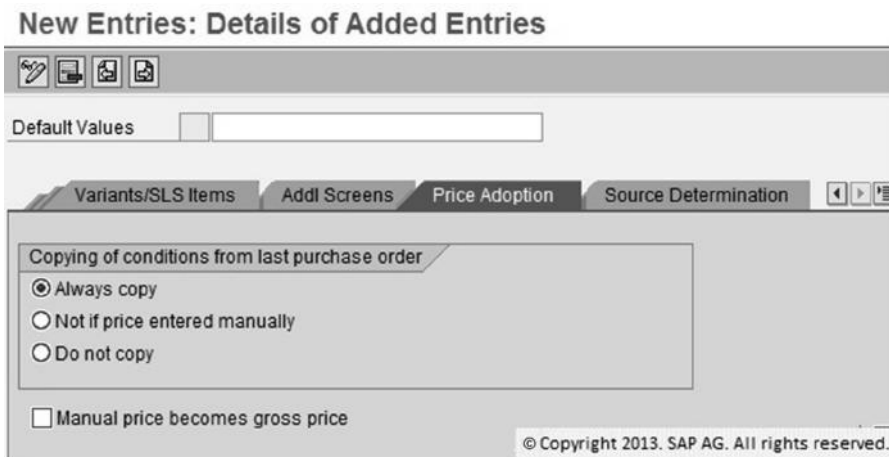 New Entries: Details of Added Entries
Default Values
Variants/SLS Items Addl Screens Price Adoption Source Determination
Copying of conditions from last purchase order
Always copy
Not if price entered manually
Do not copy
Manual price becomes gross price
© Copyright 2013. SAP AG. All rights reserved.